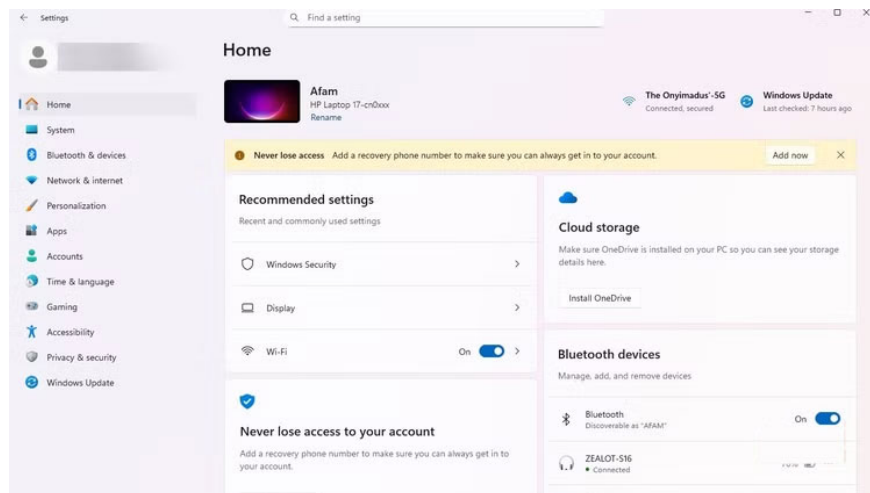 Settings
Find a setting
Home
Afam
HP Laptop 17-cn0xxx
Rename
The Onyimadus'-5G
Connected, secured
Windows Update
Last checked: 7 hours ago
Home
System
Bluetooth & devices
Network & internet
Personalization
Apps
Accounts
Time & language
Gaming
Accessibility
Privacy & security
Windows Update
Never lose access Add a recovery phone number to make sure you can always get in to your account.
Add now
Recommended settings
Recent and commonly used settings
Windows Security
Display
Wi-Fi
On
Never lose access to your account
Add a recovery phone number to make sure you can always get in to
your account.
Cloud storage
Make sure OneDrive is installed on your PC so you can see your storage
details here.
Install OneDrive
Bluetooth devices
Manage, add, and remove devices
Bluetooth
Discoverable as "AFAM"
On
ZEALOT-S16
Connected